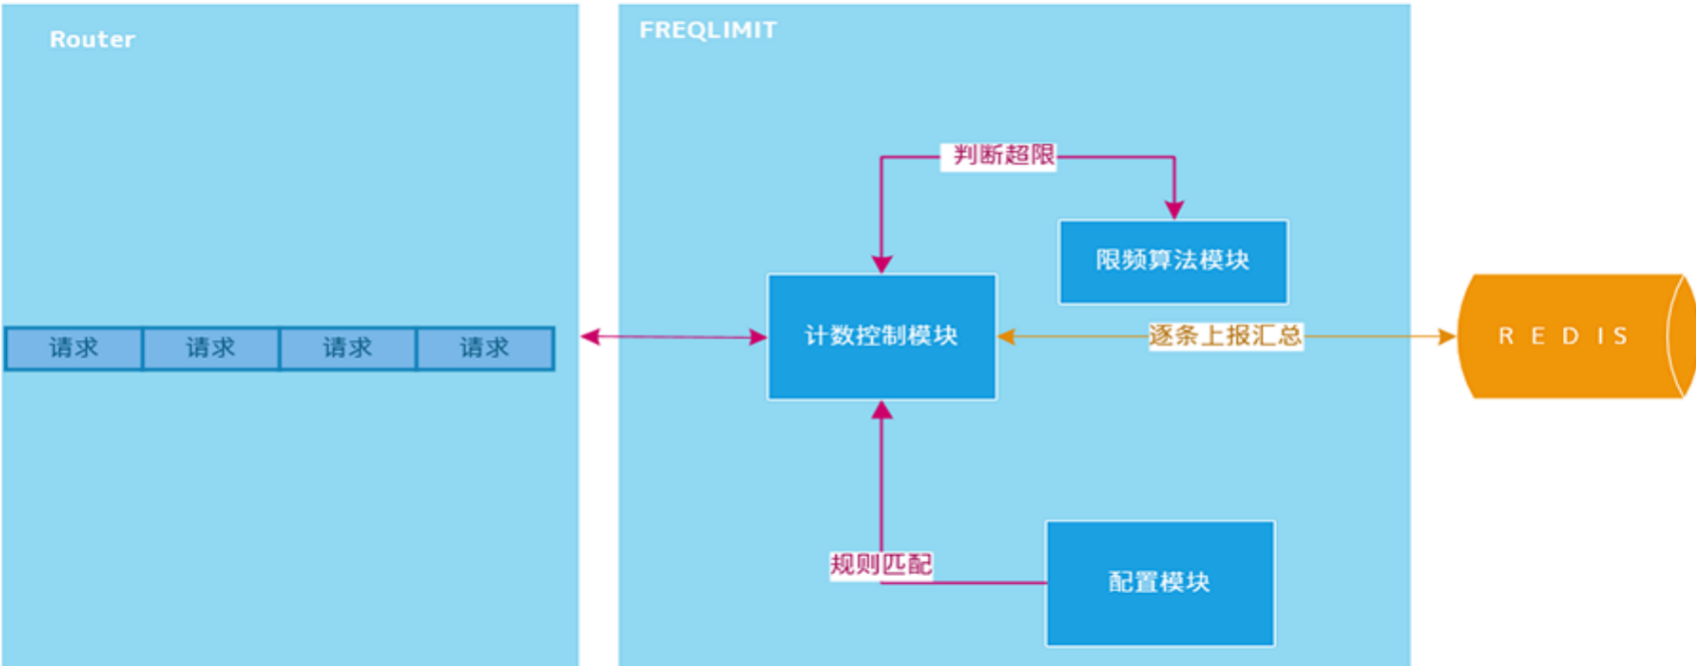 Router
FREQLIMIT
判断超限
限频算法模块
请求 请求 请求 请求
计数控制模块
逐条上报汇总
REDIS
规则匹配
配置模块